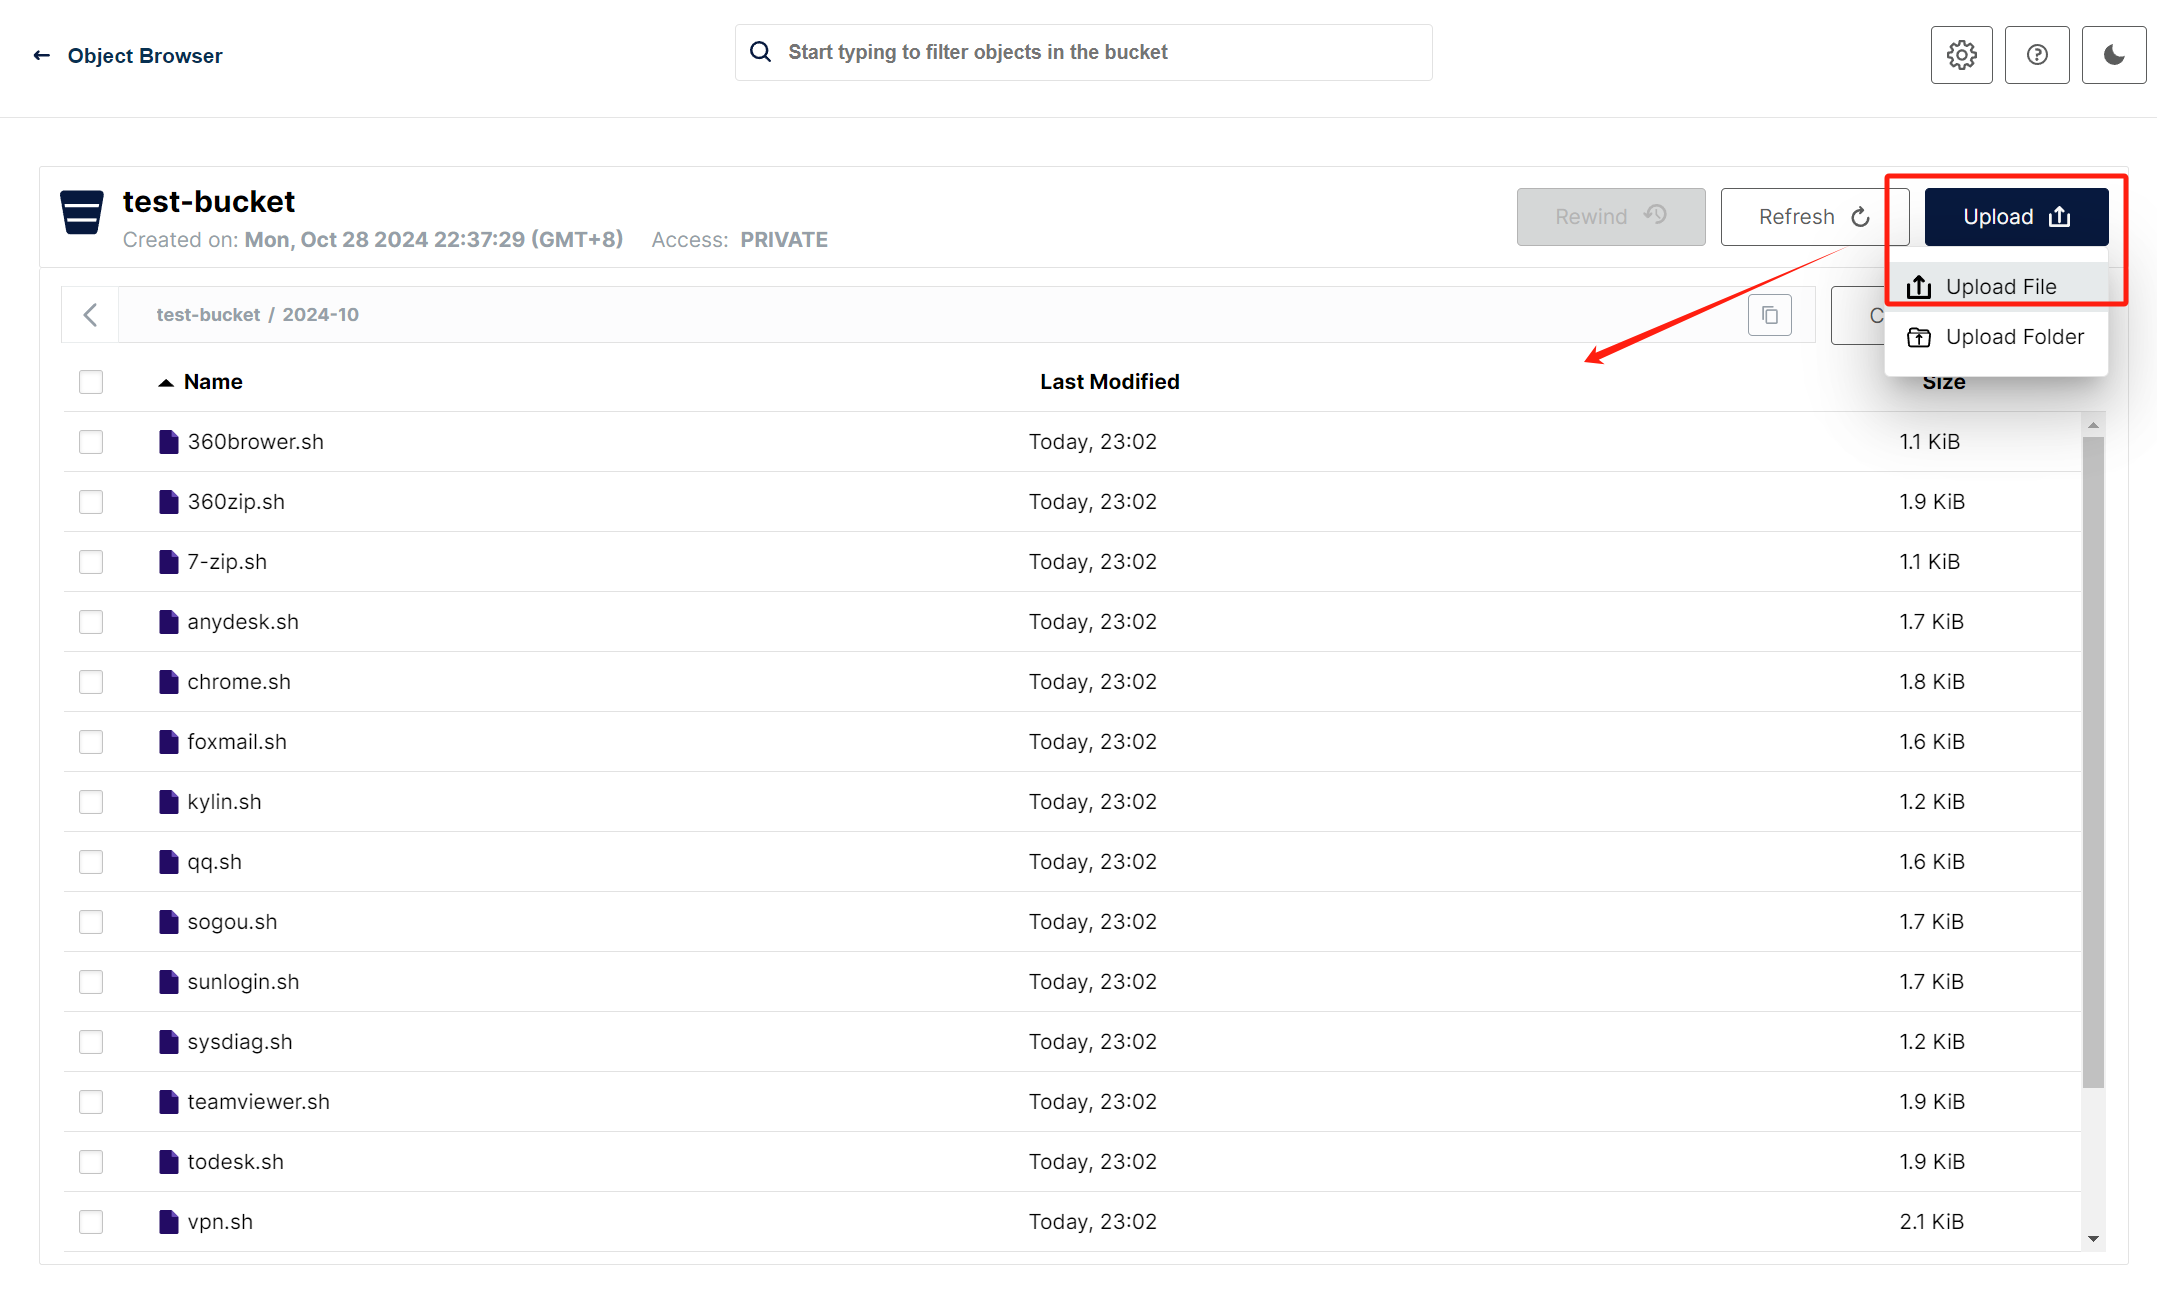 Object Browser
Start typing to filter objects in the bucket
test-bucket
Created on: Mon, Oct 28 2024 22:37:29 (GMT+8) Access: PRIVATE
Rewind
Refresh
Upload
Upload File
Upload Folder
test-bucket / 2024-10
Name Last Modified Size
360brower.sh Today, 23:02 1.1 KiB
360zip.sh Today, 23:02 1.9 KiB
7-zip.sh Today, 23:02 1.1 KiB
anydesk.sh Today, 23:02 1.7 KiB
chrome.sh Today, 23:02 1.8 KiB
foxmail.sh Today, 23:02 1.6 KiB
kylin.sh Today, 23:02 1.2 KiB
qq.sh Today, 23:02 1.6 KiB
sogou.sh Today, 23:02 1.7 KiB
sunlogin.sh Today, 23:02 1.7 KiB
sysdiag.sh Today, 23:02 1.2 KiB
teamviewer.sh Today, 23:02 1.9 KiB
todesk.sh Today, 23:02 1.9 KiB
vpn.sh Today, 23:02 2.1 KiB